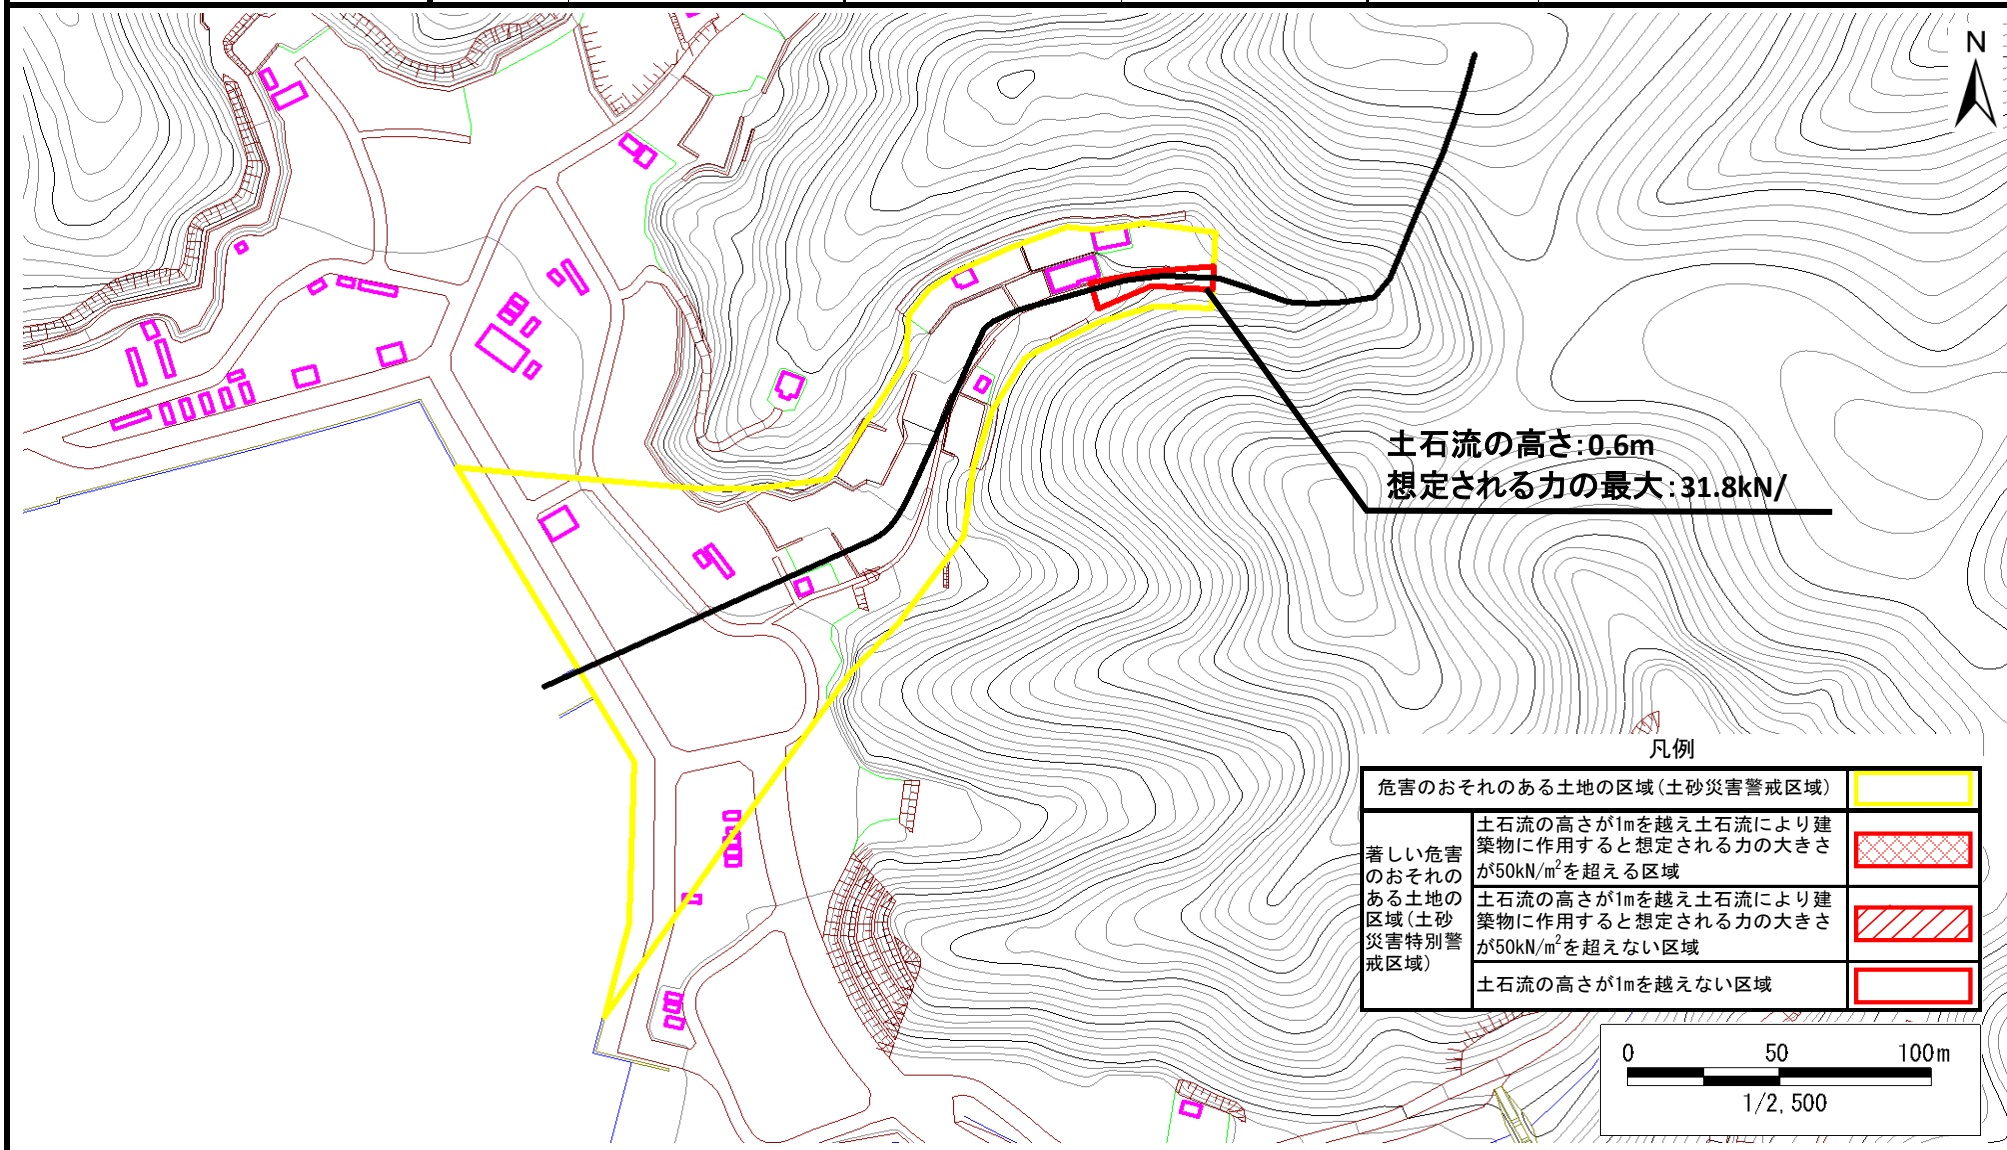 N
土石流の高さ:0.6m
想定される力の最大:31.8kN/
凡例
危害のおそれのある土地の区域(土砂災害警戒区域)
著しい危害
のおそれの
ある土地の
区域(土砂
災害特別警
戒区域)
土石流の高さが1mを越え土石流により建
築物に作用すると想定される力の大きさ
が50kN/m²を超える区域
土石流の高さが1mを越え土石流により建
築物に作用すると想定される力の大きさ
が50kN/m²を超えない区域
土石流の高さが1mを越えない区域
0 50 100m
1/2,500